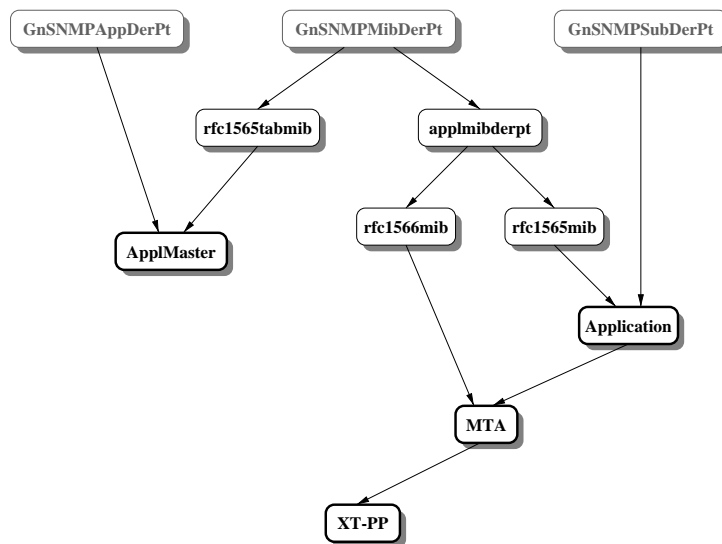 GnSNMPAppDerPt GnSNMPMibDerPt GnSNMPSubDerPt
rfc1565tabmib applmibderpt
ApplMaster rfc1566mib rfc1565mib
Application
MTA
XT-PP